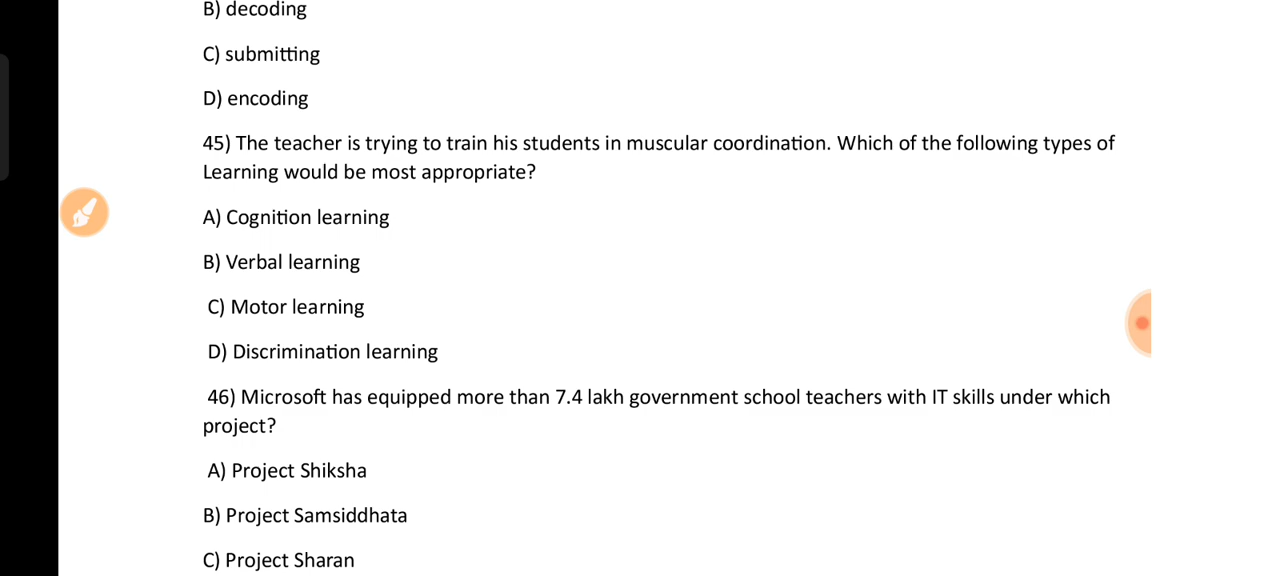 B) decoding
C) submitting
D) encoding
45) The teacher is trying to train his students in muscular coordination. Which of the following types of
Learning would be most appropriate?
A) Cognition learning
B) Verbal learning
C) Motor learning
D) Discrimination learning
46) Microsoft has equipped more than 7.4 lakh government school teachers with IT skills under which
project?
A) Project Shiksha
B) Project Samsiddhata
C) Project Sharan